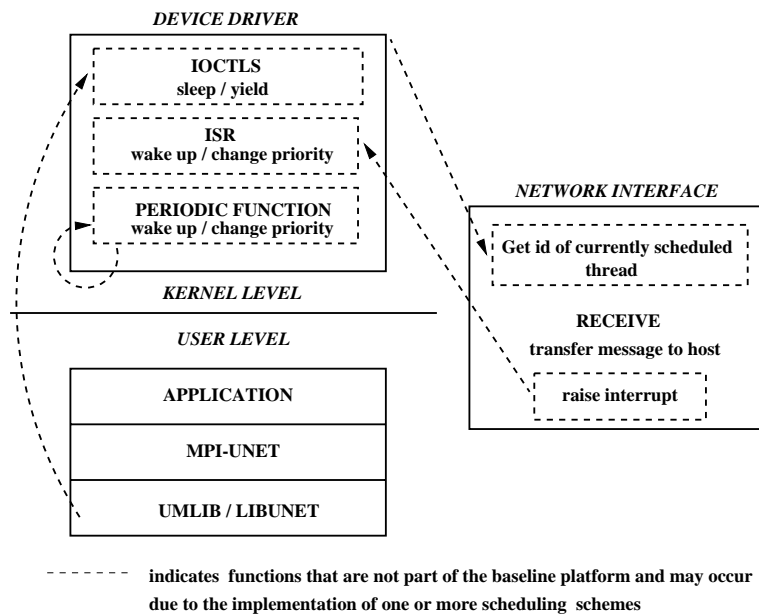 DEVICE DRIVER
IOCTLS
sleep / yield
ISR
wake up / change priority
PERIODIC FUNCTION
wake up / change priority
KERNEL LEVEL
USER LEVEL
APPLICATION
MPI-UNET
UMLIB / LIBUNET
NETWORK INTERFACE
Get id of currently scheduled
thread
RECEIVE
transfer message to host
raise interrupt
indicates functions that are not part of the baseline platform and may occur
due to the implementation of one or more scheduling schemes